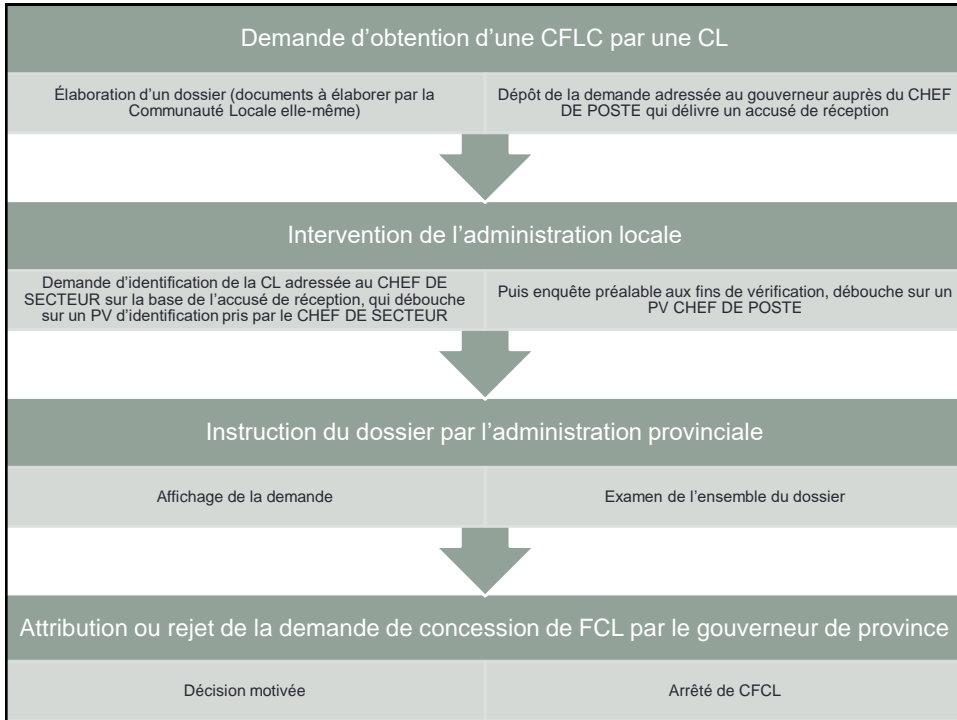 Demande d’obtention d’une CFLC par une CL
Élaboration d’un dossier (documents à élaborer par la
Communauté Locale elle-même)
Dépôt de la demande adressée au gouverneur auprès du CHEF
DE POSTE qui délivre un accusé de réception
Intervention de l’administration locale
Demande d’identification de la CL adressée au CHEF DE
SECTEUR sur la base de l’accusé de réception, qui débouche
sur un PV d’identification pris par le CHEF DE SECTEUR
Puis enquête préalable aux fins de vérification, débouche sur un
PV CHEF DE POSTE
Instruction du dossier par l’administration provinciale
Affichage de la demande
Examen de l’ensemble du dossier
Attribution ou rejet de la demande de concession de FCL par le gouverneur de province
Décision motivée
Arrêté de CFCL